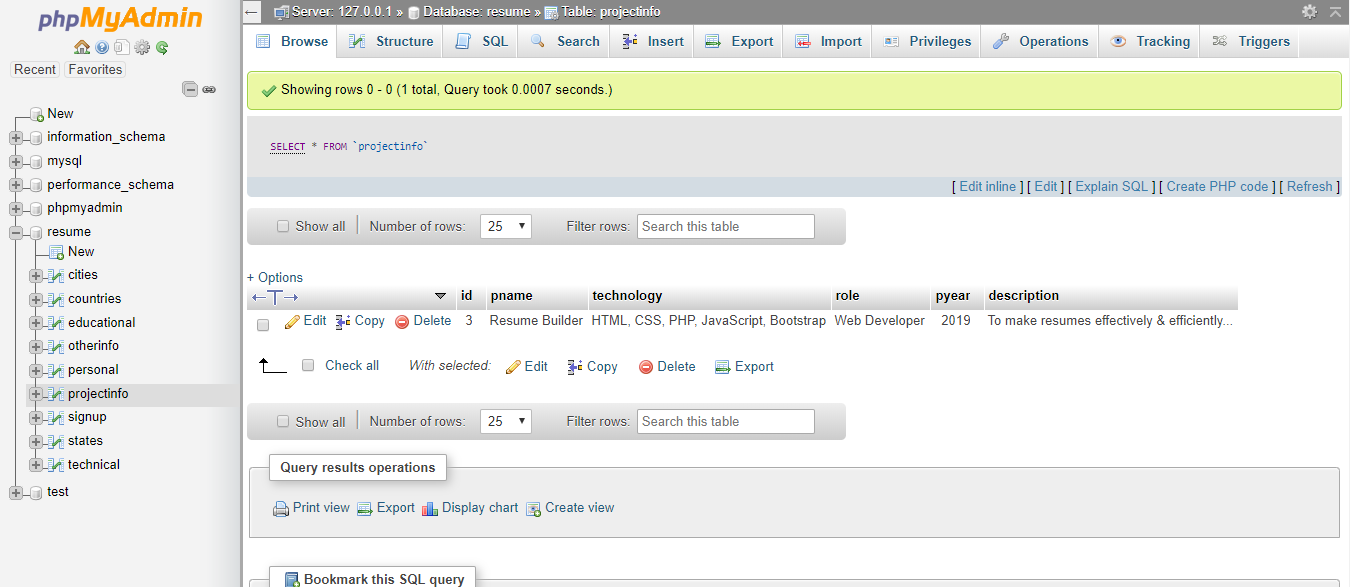 phpMyAdmin
Recent Favorites
New
information_schema
mysql
performance_schema
phpmyadmin
resume
New
cities
countries
educational
otherinfo
personal
projectinfo
signup
states
technical
test
Server: 127.0.0.1 » Database: resume » Table: projectinfo
Browse Structure SQL Search Insert Export Import Privileges Operations Tracking Triggers
Showing rows 0 - 0 (1 total, Query took 0.0007 seconds.)
SELECT * FROM `projectinfo`
[ Edit inline ] [ Edit ] [ Explain SQL ] [ Create PHP code ] [ Refresh ]
Show all Number of rows: 25 Filter rows: Search this table
+ Options
id pname technology role pyear description
Edit Copy Delete 3 Resume Builder HTML, CSS, PHP, JavaScript, Bootstrap Web Developer 2019 To make resumes effectively & efficiently...
Check all With selected: Edit Copy Delete Export
Show all Number of rows: 25 Filter rows: Search this table
Query results operations
Print view Export Display chart Create view
Bookmark this SQL query